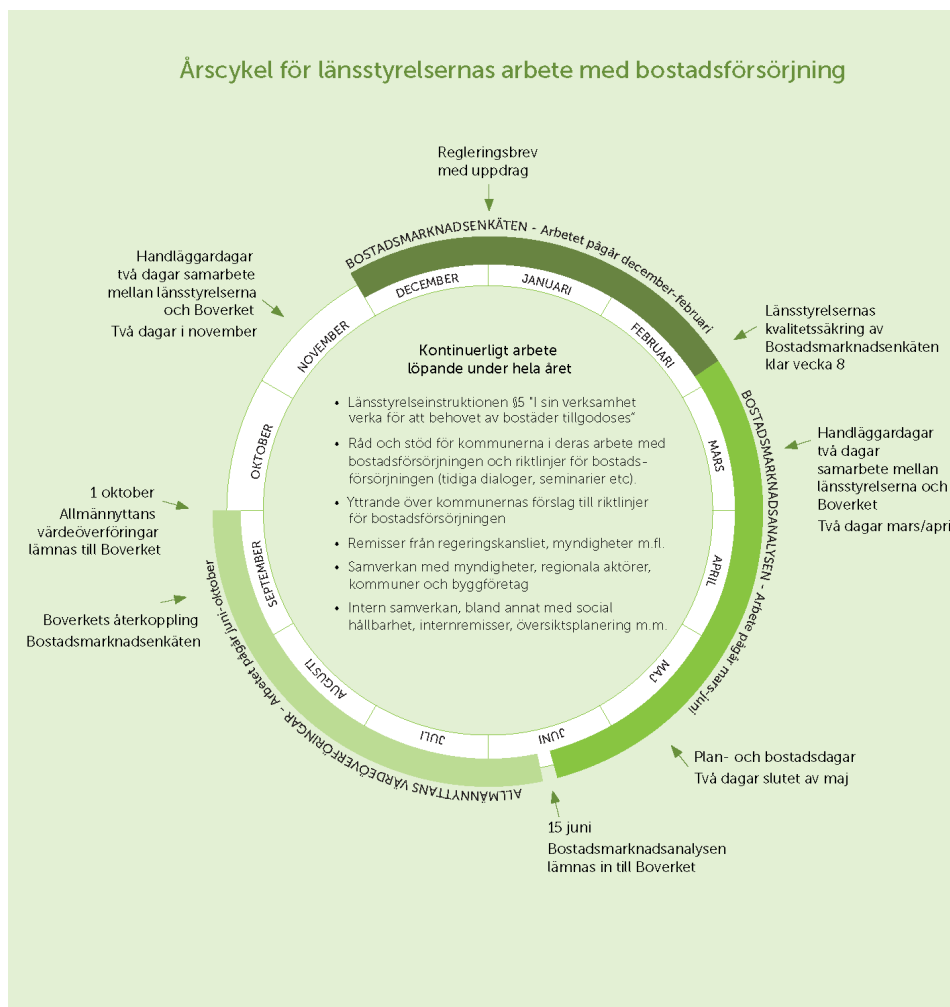 Årscykel för länsstyrelsernas arbete med bostadsförsörjning
Regleringsbrev
med uppdrag
BOSTADSMARKNADSENKÄTEN - Arbetet pågår december-februari
Handläggardagar
två dagar samarbete
mellan länsstyrelserna
och Boverket
Två dagar i november
DECEMBER
JANUARI
FEBRUARI
MARS
APRIL
MAJ
JUNI
JULI
AUGUSTI
SEPTEMBER
OKTOBER
NOVEMBER
Länsstyrelsernas
kvalitetssäkring av
Bostadsmarknadsenkäten
klar vecka 8
BOSTADSMARKNADSANALYSEN - Arbete pågår mars-juni
Handläggardagar
två dagar
samarbete mellan
länsstyrelserna och
Boverket
Två dagar mars/april
Kontinuerligt arbete
löpande under hela året
• Länsstyrelseinstruktionen §5 "I sin verksamhet
verka för att behovet av bostäder tillgodoses”
• Råd och stöd för kommunerna i deras arbete med
bostadsförsörjningen och riktlinjer för bostads-
försörjningen (tidiga dialoger, seminarier etc).
• Yttrande över kommunernas förslag till riktlinjer
för bostadsförsörjningen
• Remisser från regeringskansliet, myndigheter m.fl.
• Samverkan med myndigheter, regionala aktörer,
kommuner och byggföretag
• Intern samverkan, bland annat med social
hållbarhet, internremisser, översiktsplanering m.m.
1 oktober
Allmännyttans
värdeöverföringar
lämnas till Boverket
Boverkets återkoppling
Bostadsmarknadsenkäten
ALLMÄNNYTTANS VÄRDEÖVERFÖRINGAR - Arbetet pågår juni-oktober
Plan- och bostadsdagar
Två dagar slutet av maj
15 juni
Bostadsmarknadsanalysen
lämnas in till Boverket